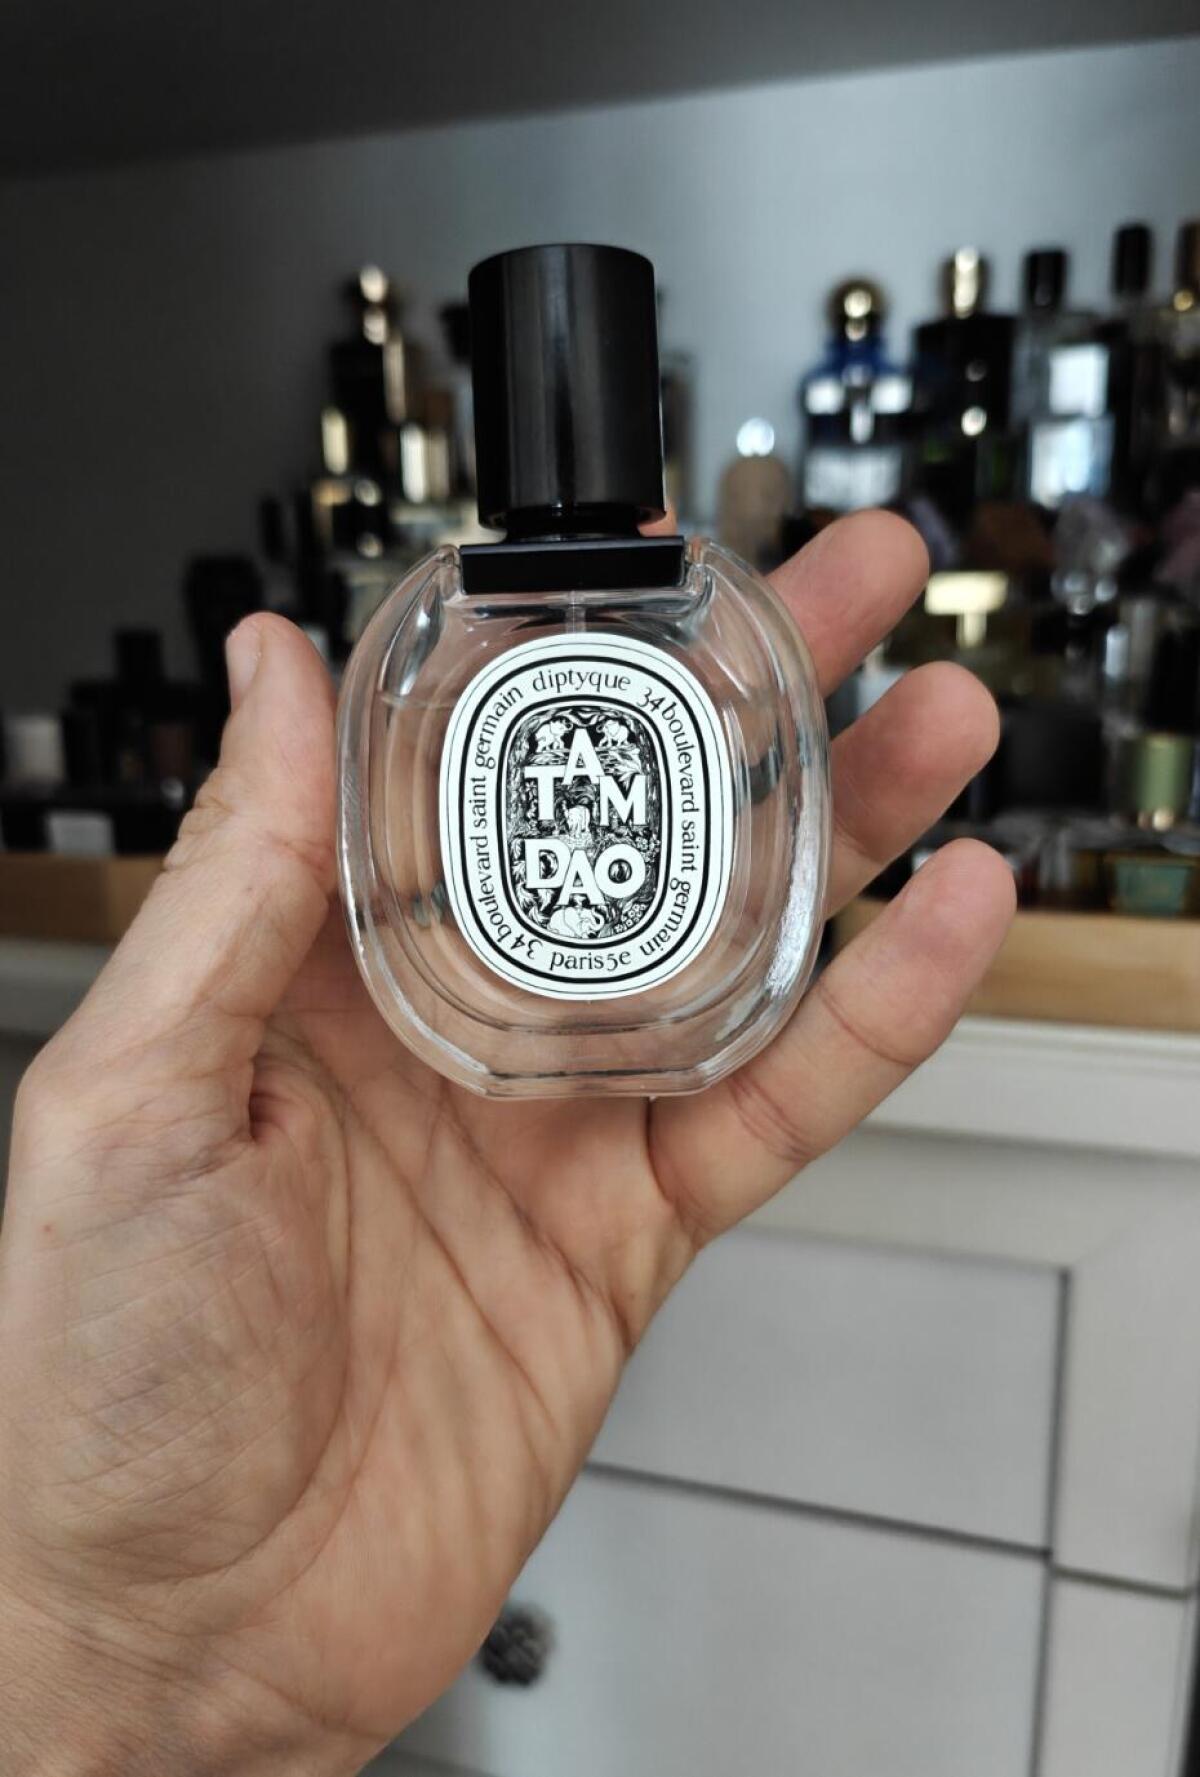 diptyque 34 boulevard saint germain paris5e 34 boulevard saint germain
TAM
DAO